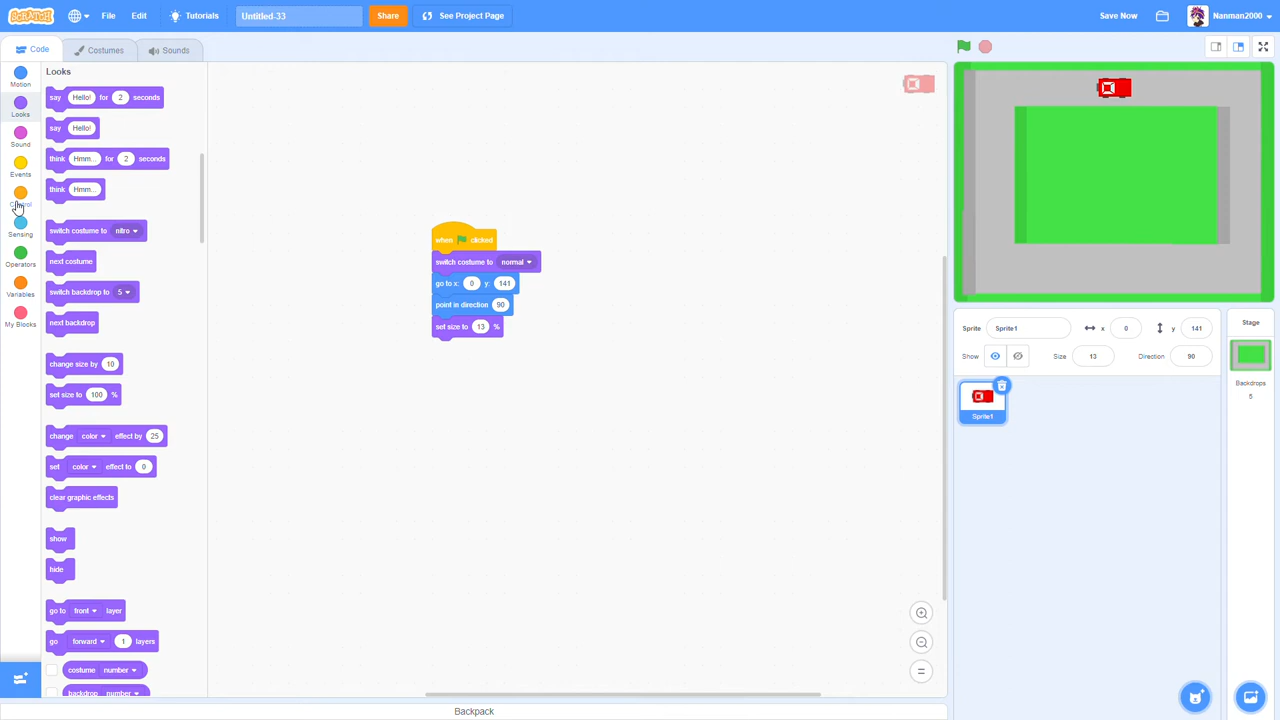 SCRATCH File Edit Tutorials Untitled-33 Share See Project Page Save Now Nanman2000
Code Costumes Sounds
Motion
Looks
Sound
Events
Control
Sensing
Operators
Variables
My Blocks
Looks
say Hello! for 2 seconds
say Hello!
think Hmm... for 2 seconds
think Hmm...
switch costume to nitro
next costume
switch backdrop to 5
next backdrop
change size by 10
set size to 100 %
change color effect by 25
set color effect to 0
clear graphic effects
show
hide
go to front layer
go forward 1 layers
costume number
backdrop number
when clicked
switch costume to normal
go to x: 0 y: 141
point in direction 90
set size to 13 %
Sprite Sprite1 x 0 y 141
Show Size 13 Direction 90
Sprite1
Stage
Backdrops
5
Backpack